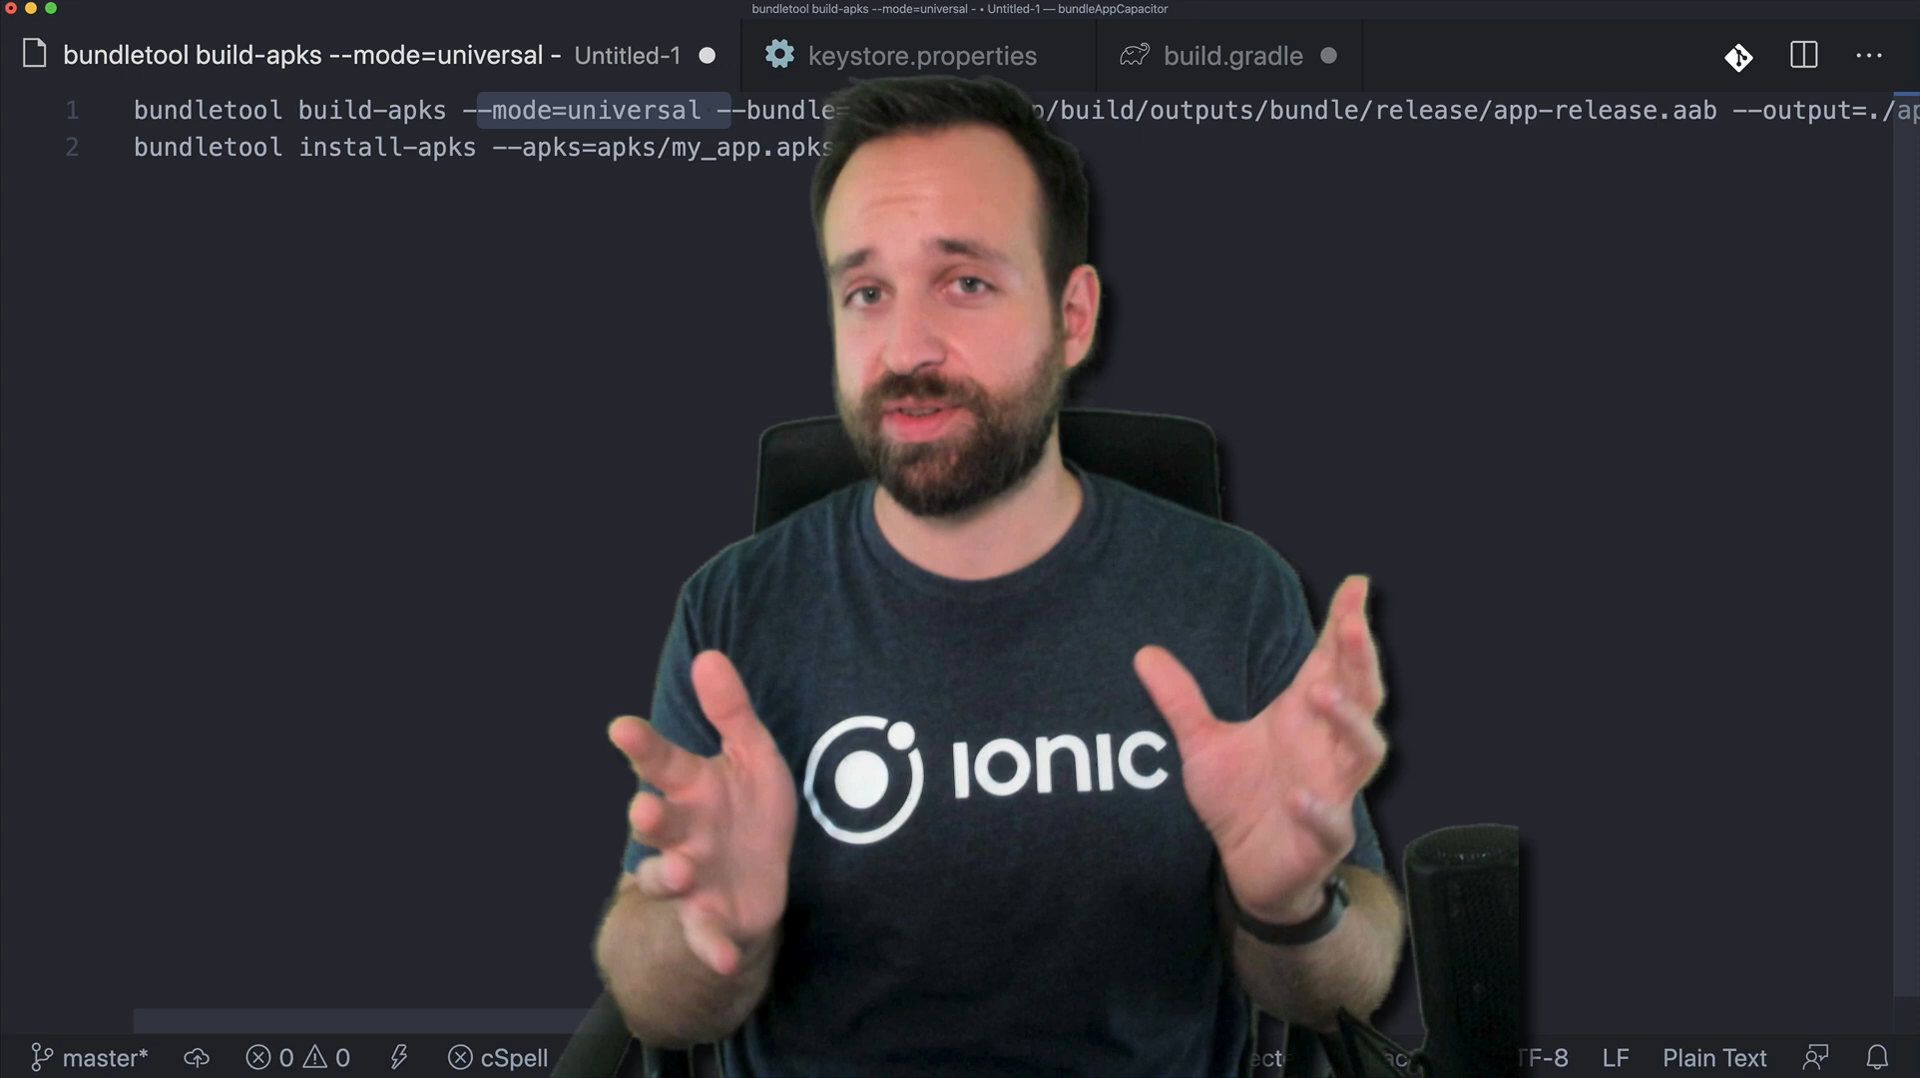 bundletool build-apks --mode=universal - • Untitled-1 — bundleAppCapacitor
bundletool build-apks --mode=universal - Untitled-1
keystore.properties
build.gradle
1 bundletool build-apks --mode=universal --bundle= /build/outputs/bundle/release/app-release.aab --output=./ap
2 bundletool install-apks --apks=apks/my_app.apks
IONIC
master* 0 0 cSpell TF-8 LF Plain Text